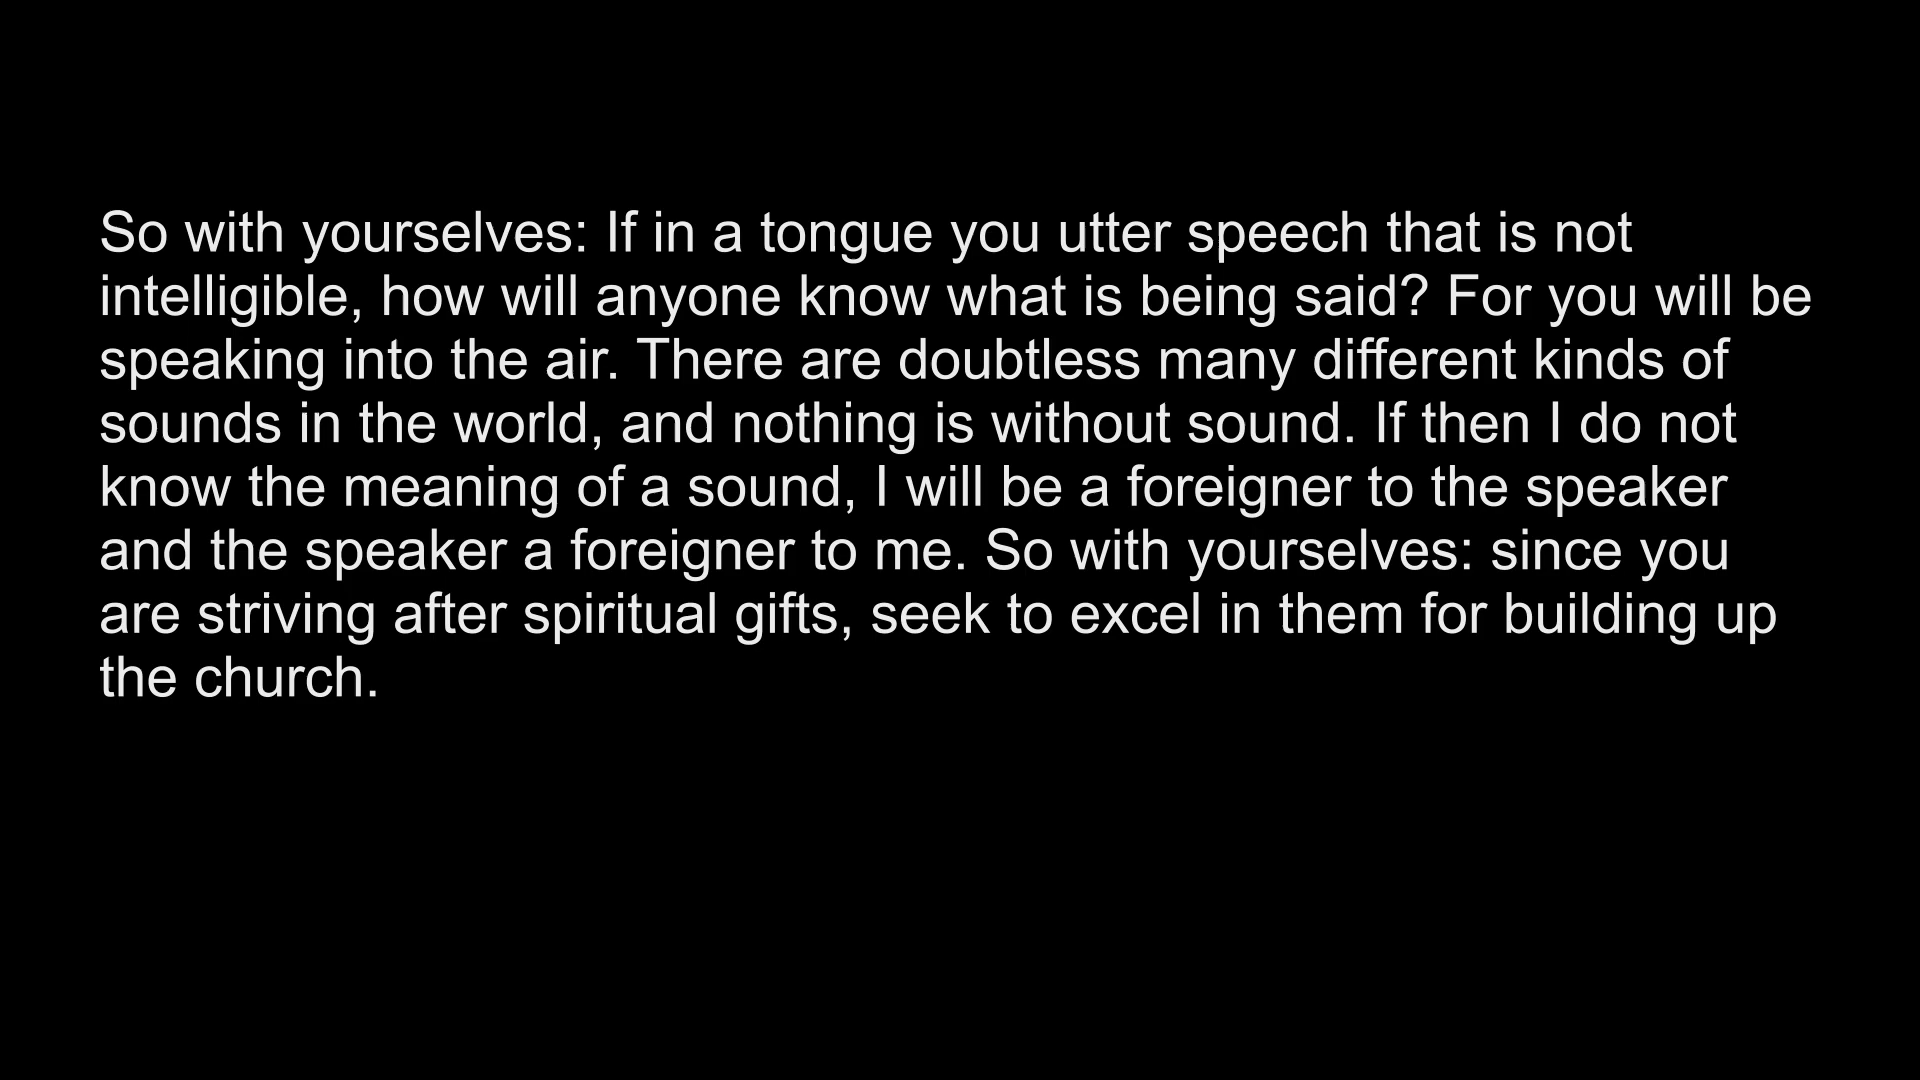 So with yourselves: If in a tongue you utter speech that is not
intelligible, how will anyone know what is being said? For you will be
speaking into the air. There are doubtless many different kinds of
sounds in the world, and nothing is without sound. If then I do not
know the meaning of a sound, I will be a foreigner to the speaker
and the speaker a foreigner to me. So with yourselves: since you
are striving after spiritual gifts, seek to excel in them for building up
the church.